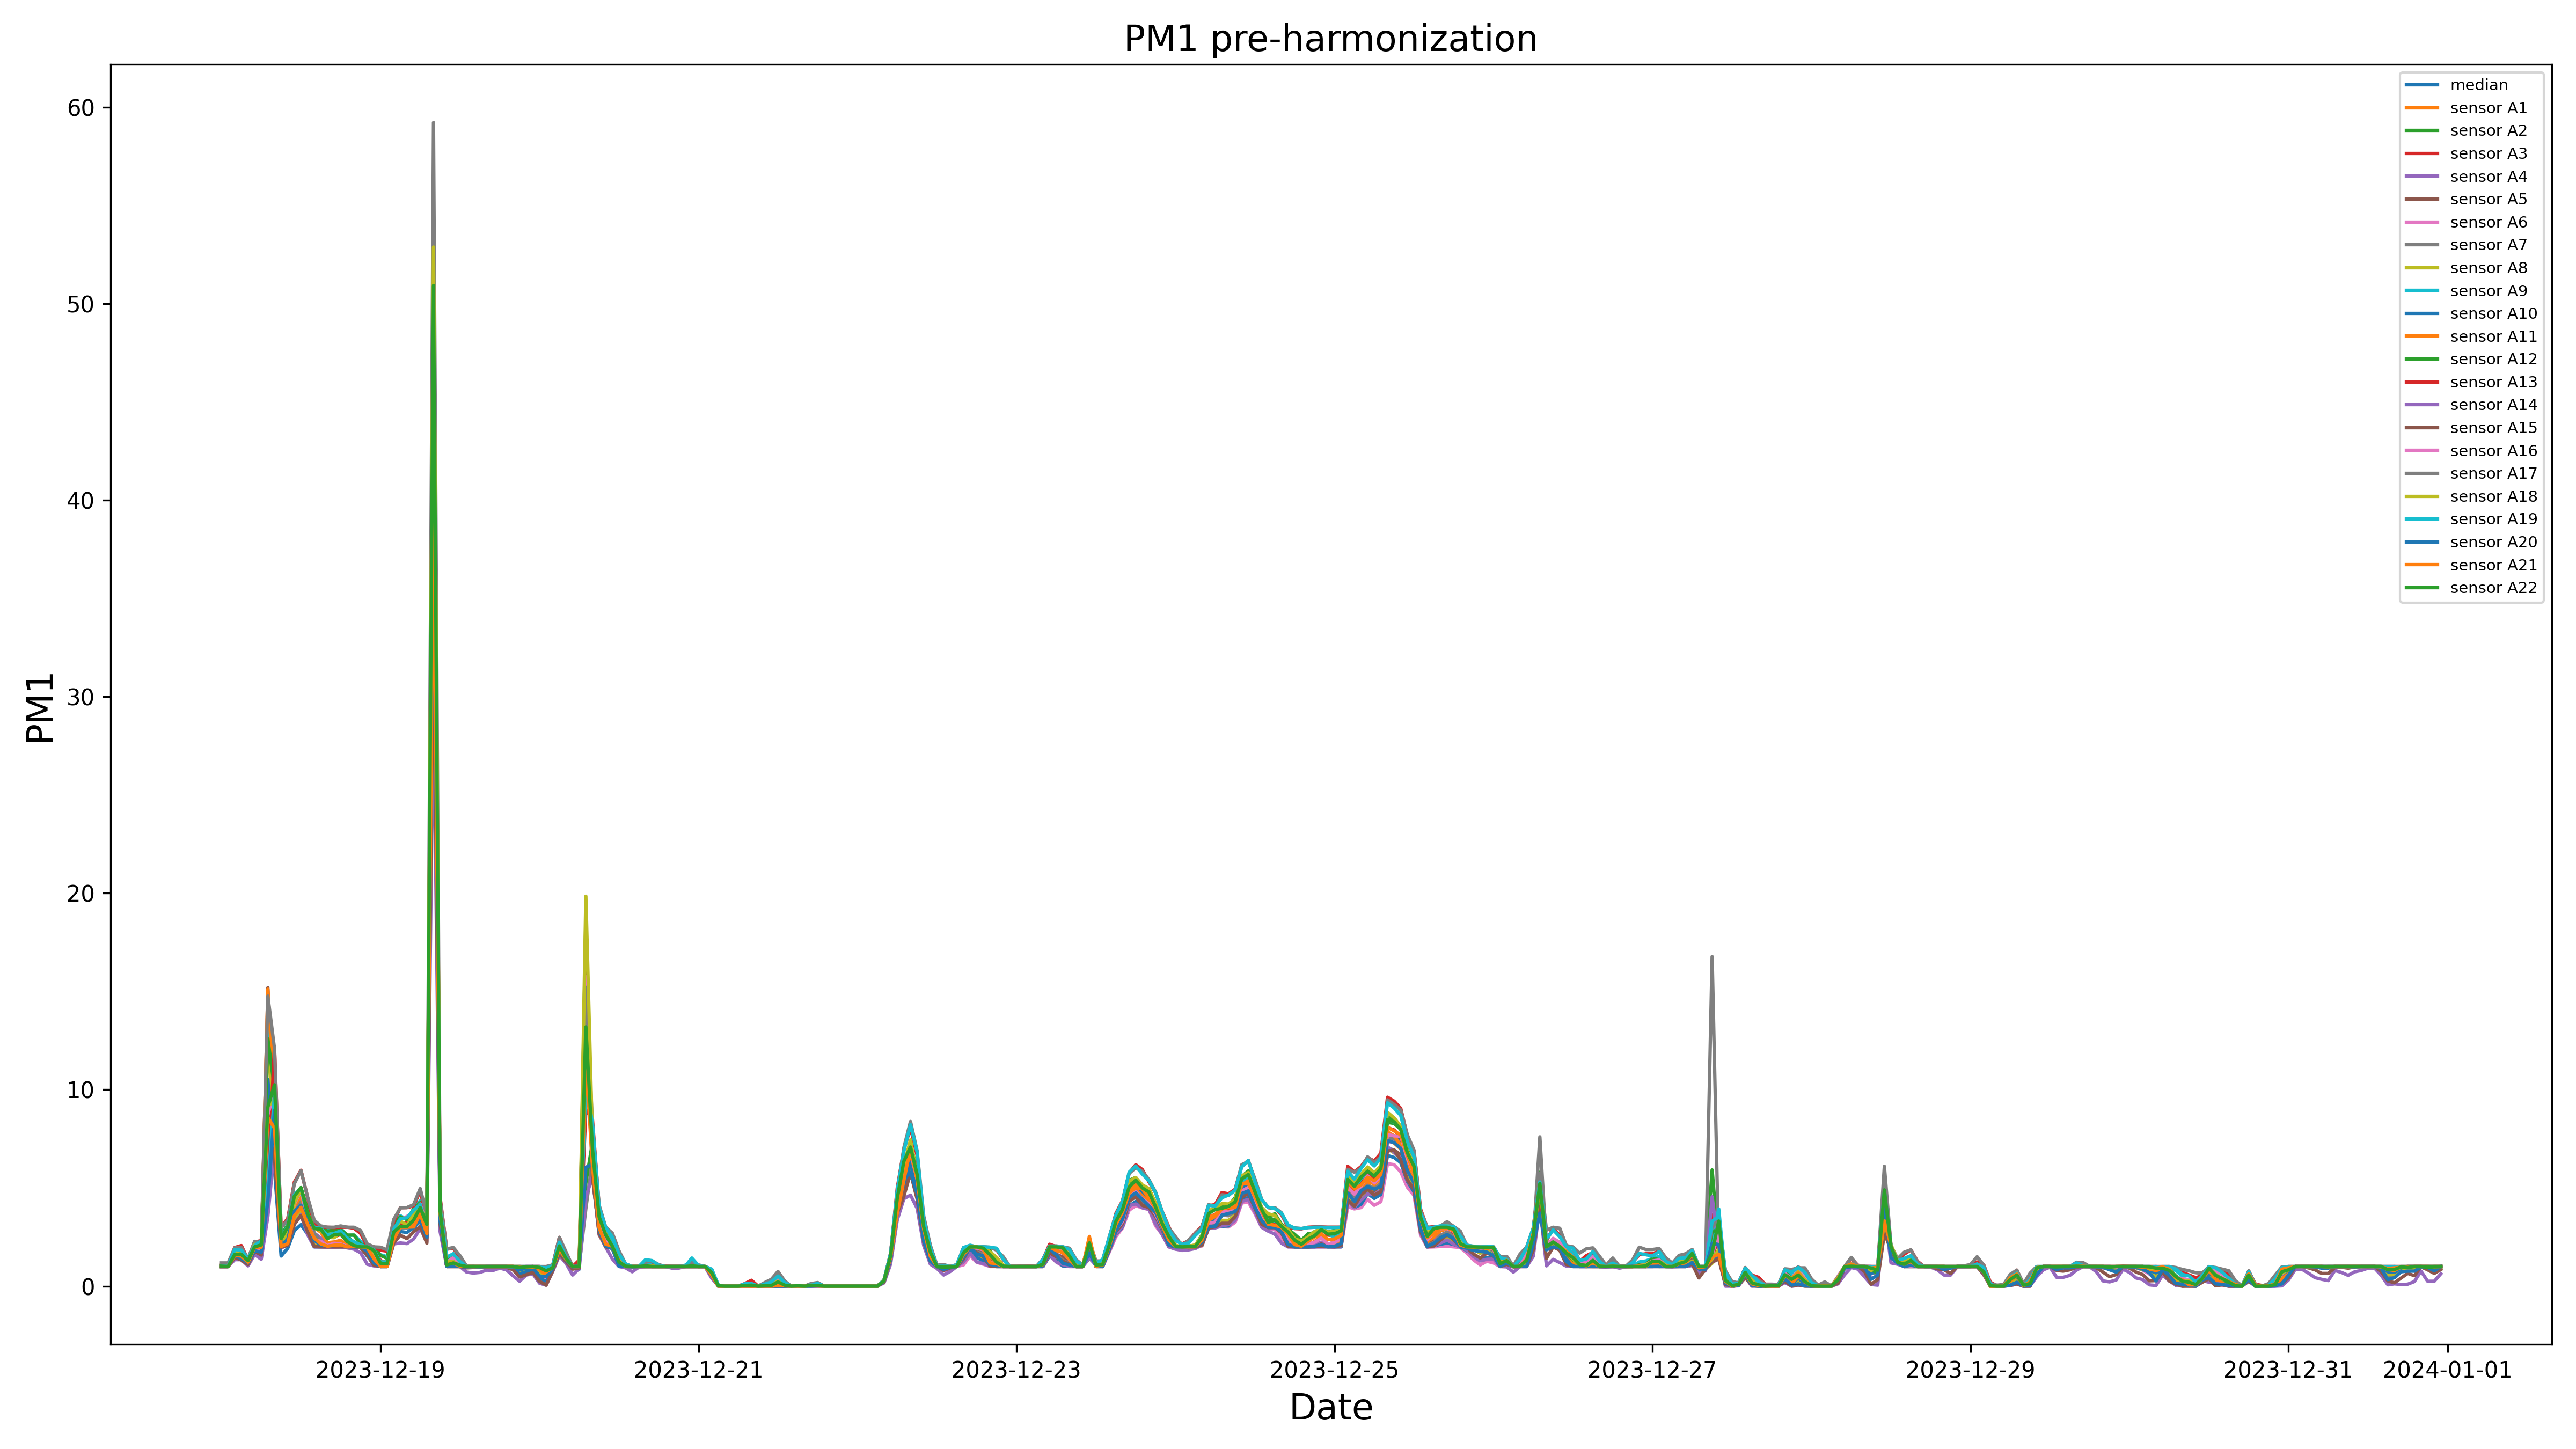 PM1 pre-harmonization
60
50
40
30
20
10
0
PM1
median
sensor A1
sensor A2
sensor A3
sensor A4
sensor A5
sensor A6
sensor A7
sensor A8
sensor A9
sensor A10
sensor A11
sensor A12
sensor A13
sensor A14
sensor A15
sensor A16
sensor A17
sensor A18
sensor A19
sensor A20
sensor A21
sensor A22
2023-12-19 2023-12-21 2023-12-23 2023-12-25 2023-12-27 2023-12-29 2023-12-31 2024-01-01
Date